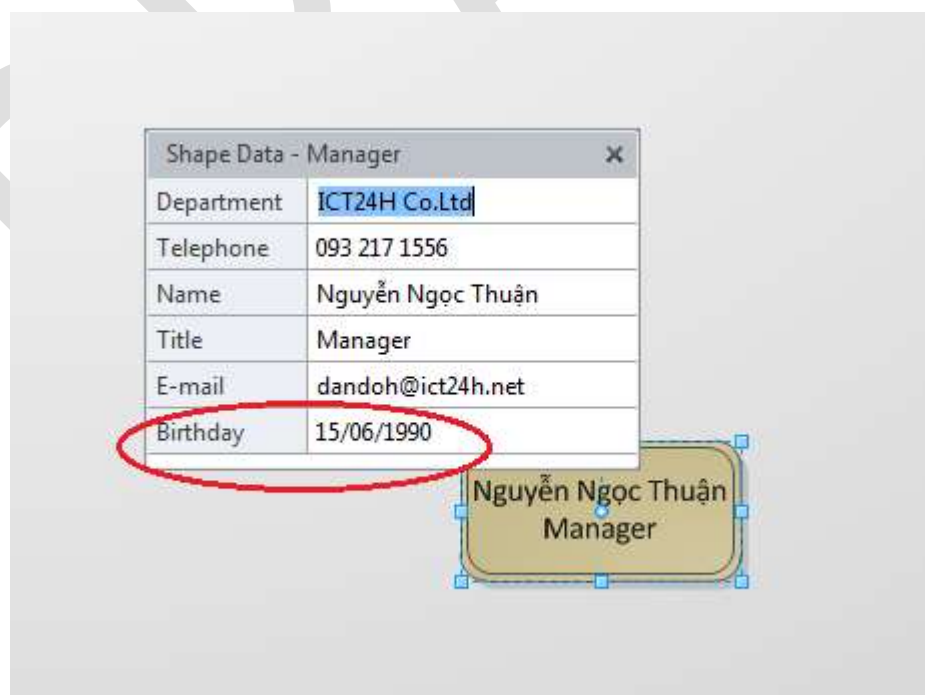 Shape Data - Manager
Department ICT24H Co.Ltd
Telephone 093 217 1556
Name Nguyễn Ngọc Thuận
Title Manager
E-mail dandoh@ict24h.net
Birthday 15/06/1990
Nguyễn Ngọc Thuận
Manager